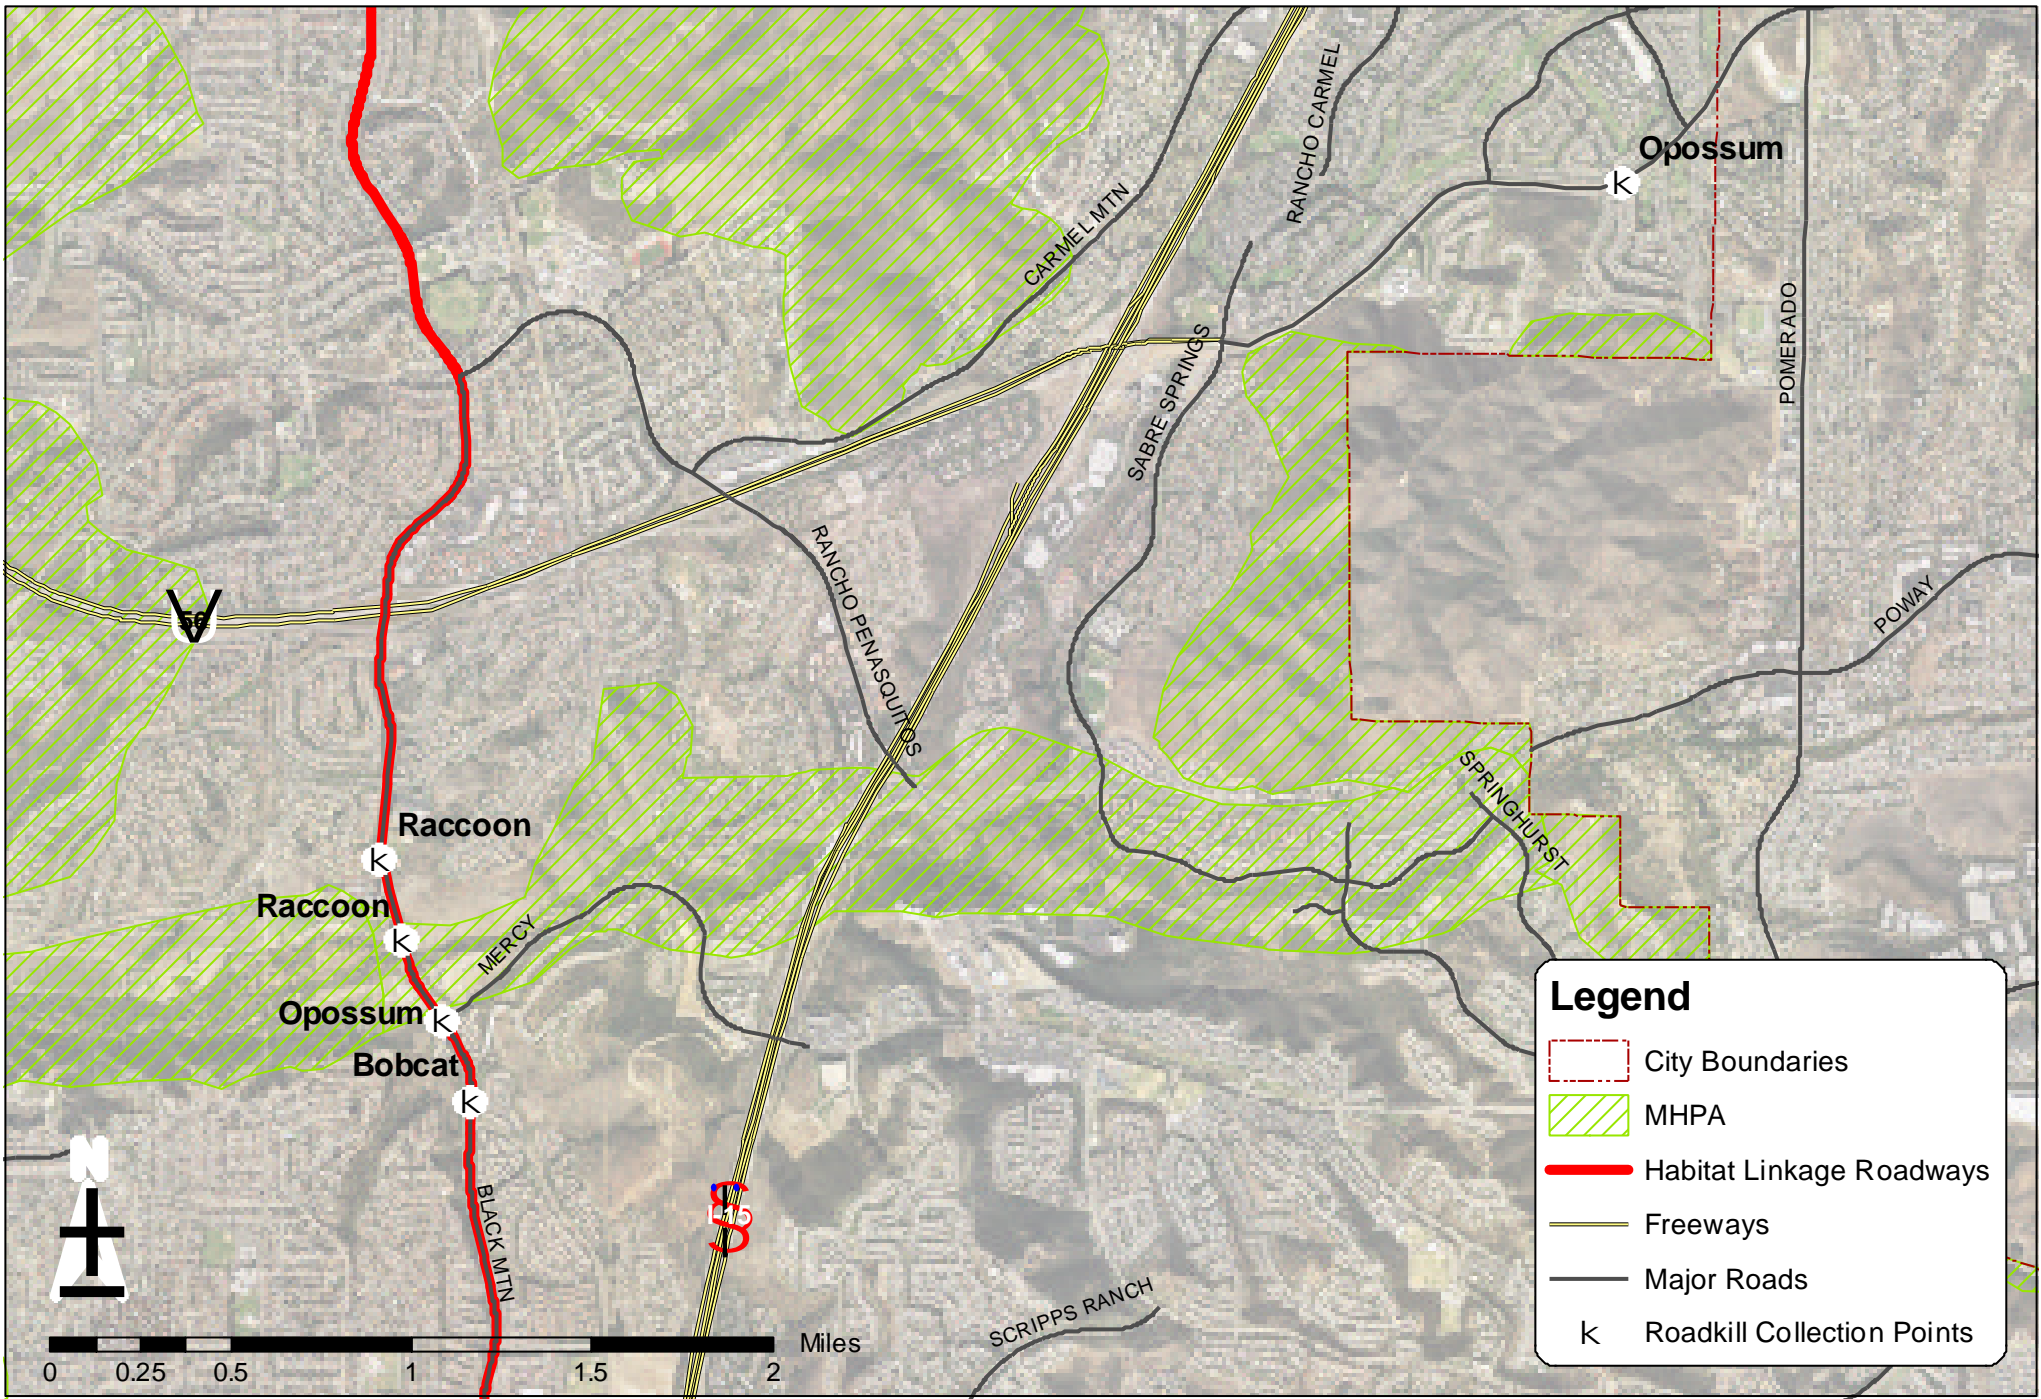 Opossum
k
RANCHO CARMEL
CARMEL MTN
POMERADO
SABRE SPRINGS
RANCHO PENASQUITOS
56
POWAY
SPRINGHURST
Raccoon
k
Raccoon
k
MERCY
Opossum
k
Bobcat
k
BLACK MTN
I-15
SCRIPPS RANCH
N
Miles
0 0.25 0.5 1 1.5 2
Legend
City Boundaries
MHPA
Habitat Linkage Roadways
Freeways
Major Roads
k Roadkill Collection Points